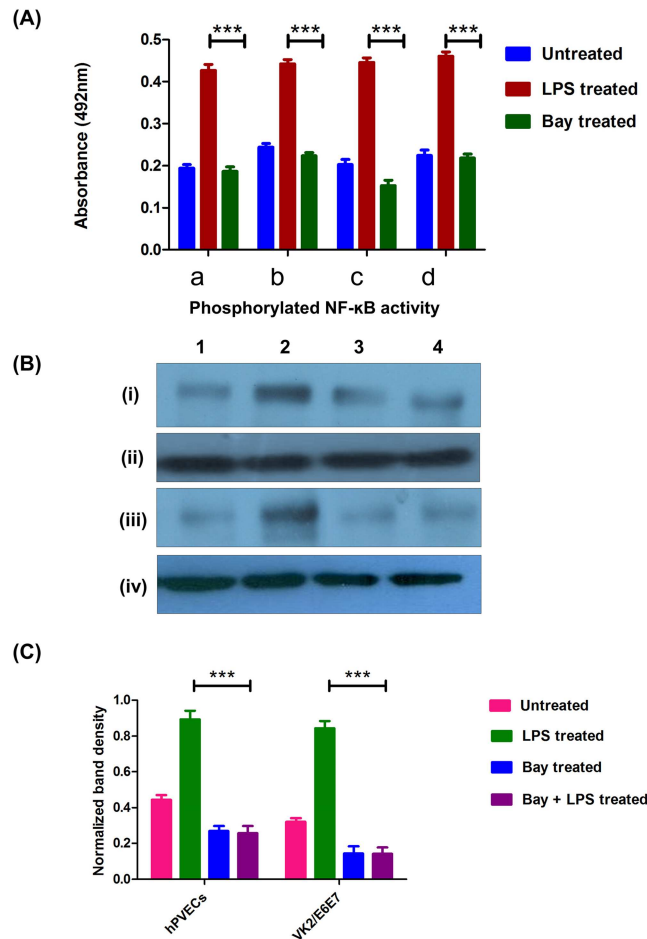 (A)
*** *** *** ***
0.5
0.4
0.3
0.2
0.1
0.0
Absorbance (492nm)
Untreated
LPS treated
Bay treated
a b c d
Phosphorylated NF-κB activity
(B)
1 2 3 4
(i)
(ii)
(iii)
(iv)
(C)
*** ***
1.0
0.8
0.6
0.4
0.2
0.0
Normalized band density
Untreated
LPS treated
Bay treated
Bay + LPS treated
hPVECs
VK2/E6E7